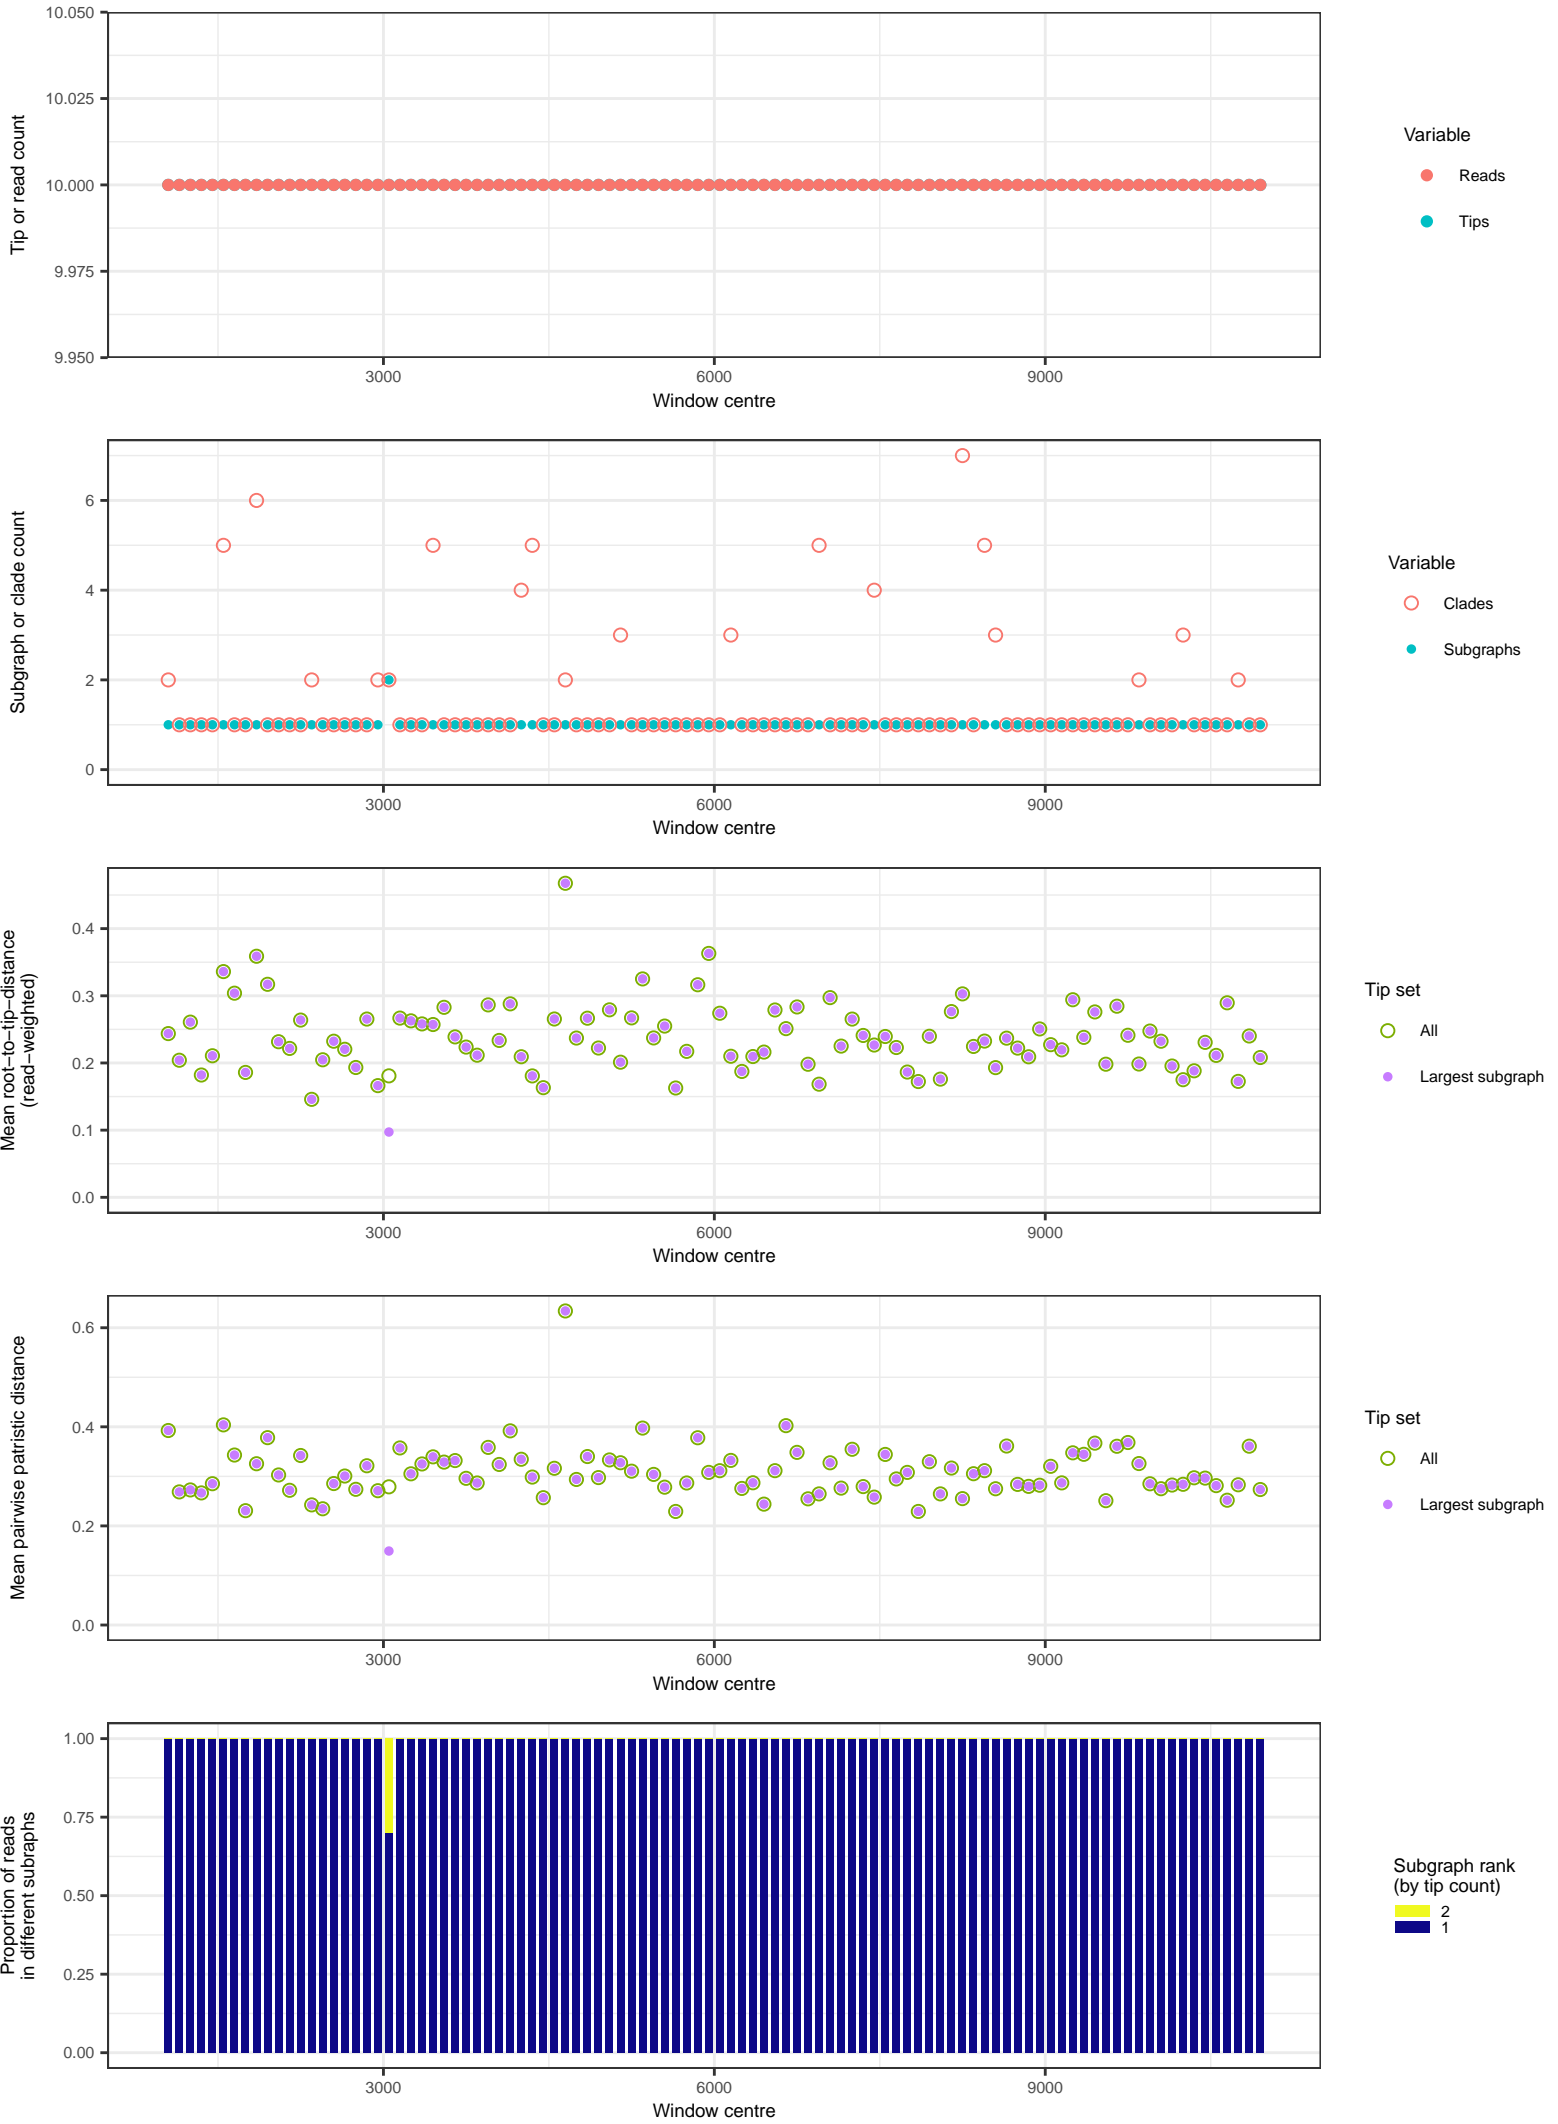 10.050
10.025
10.000
9.975
9.950
Tip or read count
3000 6000 9000
Window centre
Variable
Reads
Tips
6
4
2
0
Subgraph or clade count
3000 6000 9000
Window centre
Variable
Clades
Subgraphs
0.4
0.3
0.2
0.1
0.0
Mean root−to−tip−distance
(read−weighted)
3000 6000 9000
Window centre
Tip set
All
Largest subgraph
0.6
0.4
0.2
0.0
Mean pairwise patristic distance
3000 6000 9000
Window centre
Tip set
All
Largest subgraph
1.00
0.75
0.50
0.25
0.00
Proportion of reads
in different subraphs
3000 6000 9000
Window centre
Subgraph rank
(by tip count)
2
1